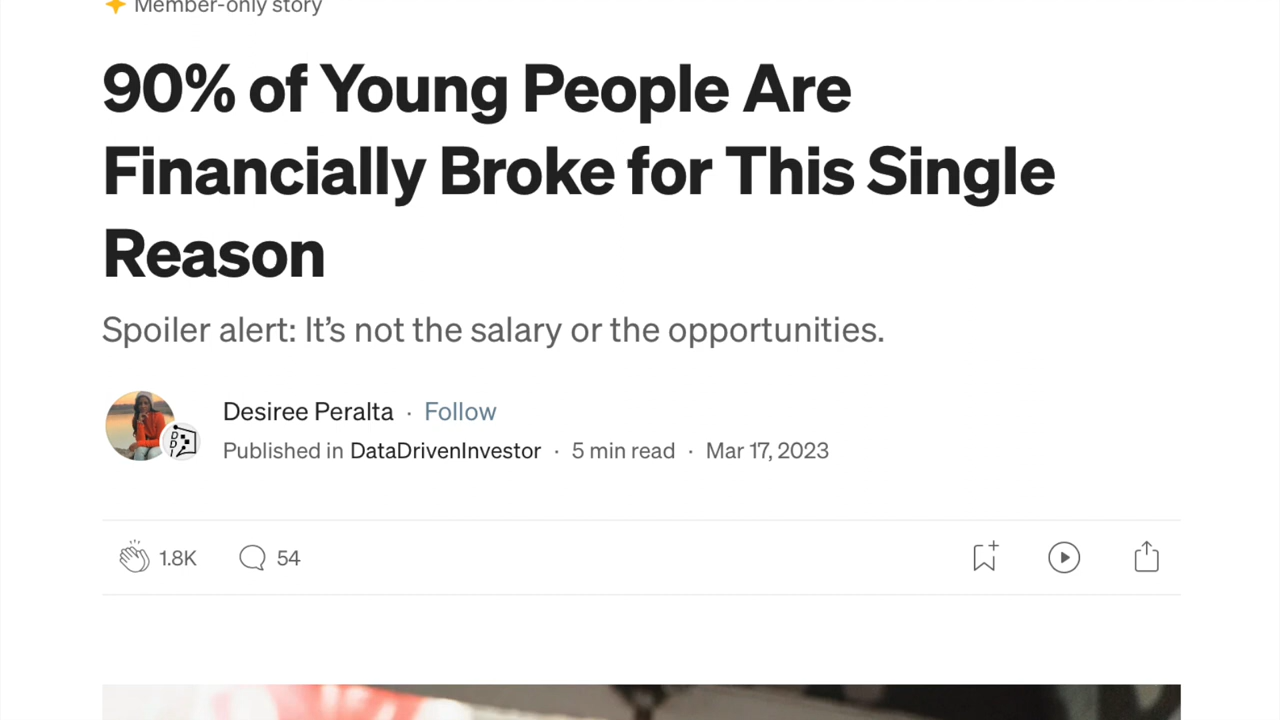 Member-only story
90% of Young People Are
Financially Broke for This Single
Reason
Spoiler alert: It’s not the salary or the opportunities.
Desiree Peralta · Follow
Published in DataDrivenInvestor · 5 min read · Mar 17, 2023
1.8K 54